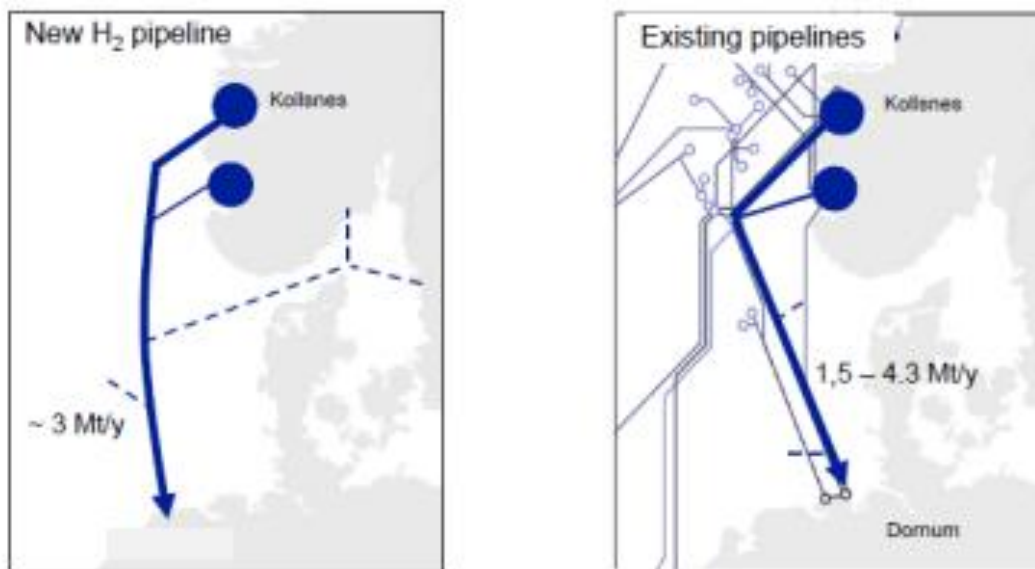 New H₂ pipeline
Kollsnes
~ 3 Mt/y
Existing pipelines
Kollsnes
1,5 – 4.3 Mt/y
Dornum